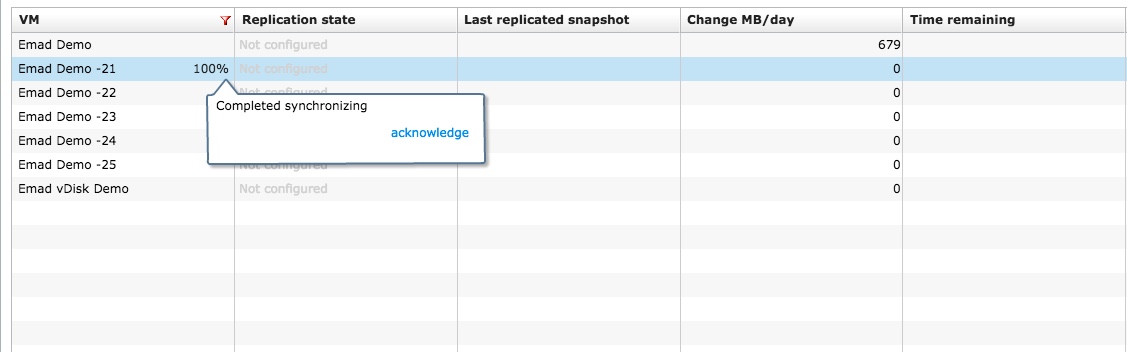 VM Replication state Last replicated snapshot Change MB/day Time remaining
Emad Demo Not configured 679
Emad Demo -21 100% Not configured 0
Emad Demo -22 Not configured 0
Completed synchronizing
Emad Demo -23 0
acknowledge
Emad Demo -24 0
Emad Demo -25 Not configured 0
Emad vDisk Demo Not configured 0